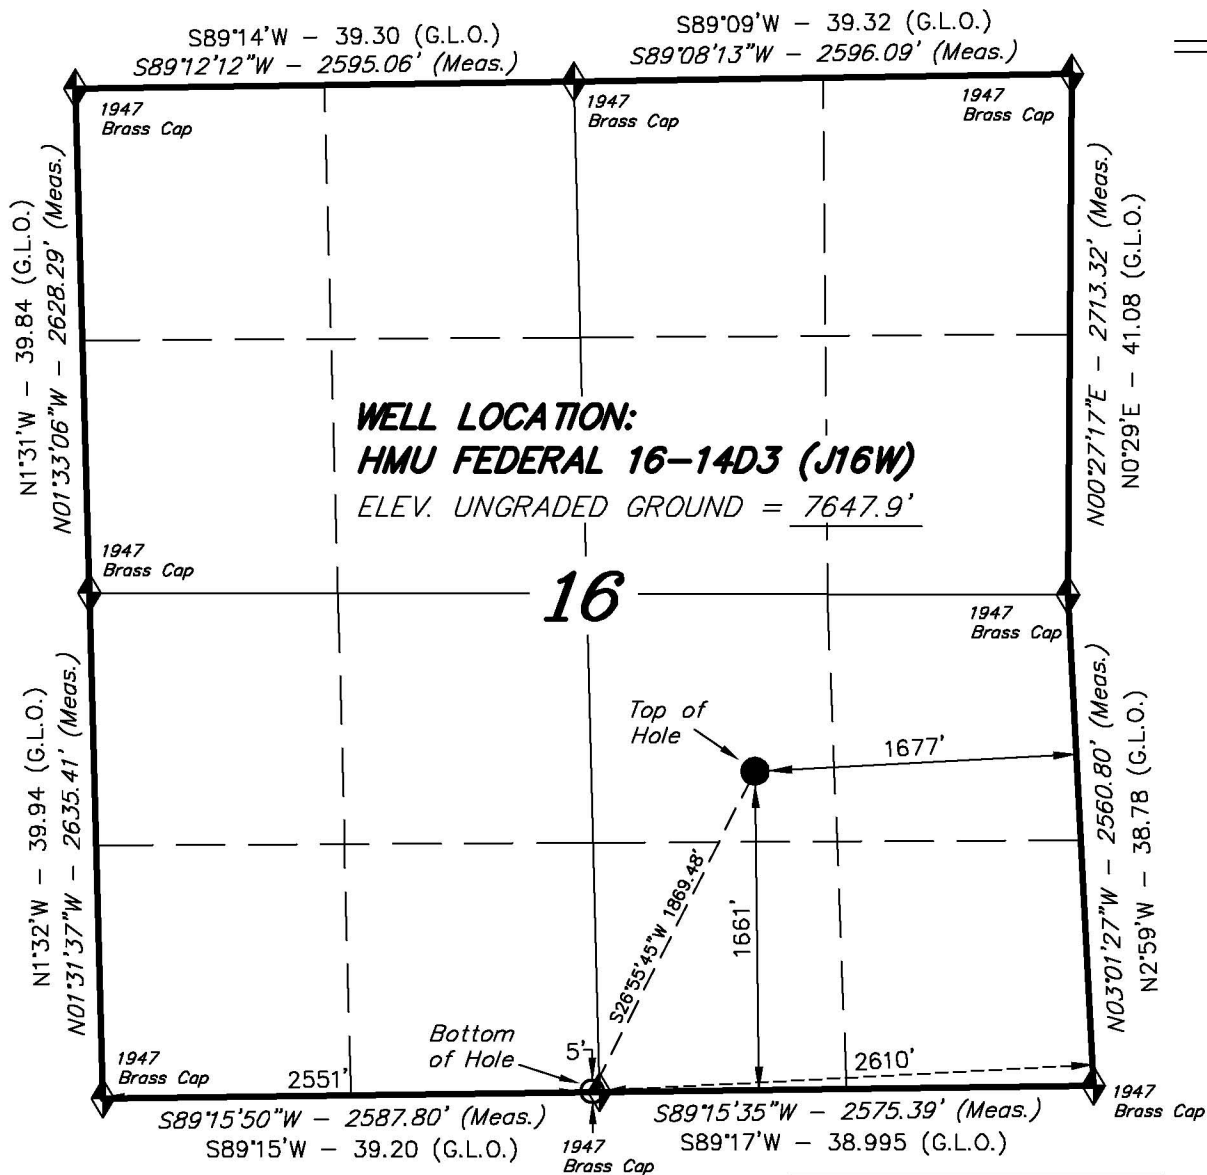 S89°14'W – 39.30 (G.L.O.)
S89°12'12"W – 2595.06' (Meas.)
S89°09'W – 39.32 (G.L.O.)
S89°08'13"W – 2596.09' (Meas.)
1947
Brass Cap
1947
Brass Cap
1947
Brass Cap
N1°31'W – 39.84 (G.L.O.)
N01°33'06"W – 2628.29' (Meas.)
N00°27'17"E – 2713.32' (Meas.)
N0°29'E – 41.08 (G.L.O.)
WELL LOCATION:
HMU FEDERAL 16–14D3 (J16W)
ELEV. UNGRADED GROUND = 7647.9'
1947
Brass Cap
16
1947
Brass Cap
N1°32'W – 39.94 (G.L.O.)
N01°31'37"W – 2635.41' (Meas.)
Top of
Hole
1677'
N03°01'27"W – 2560.80' (Meas.)
N2°59'W – 38.78 (G.L.O.)
S26°55'45"W 1869.48'
1661'
Bottom
of Hole
5'
2610'
1947
Brass Cap
2551'
S89°15'50"W – 2587.80' (Meas.)
S89°15'W – 39.20 (G.L.O.)
S89°15'35"W – 2575.39' (Meas.)
S89°17'W – 38.995 (G.L.O.)
1947
Brass Cap
1947
Brass Cap